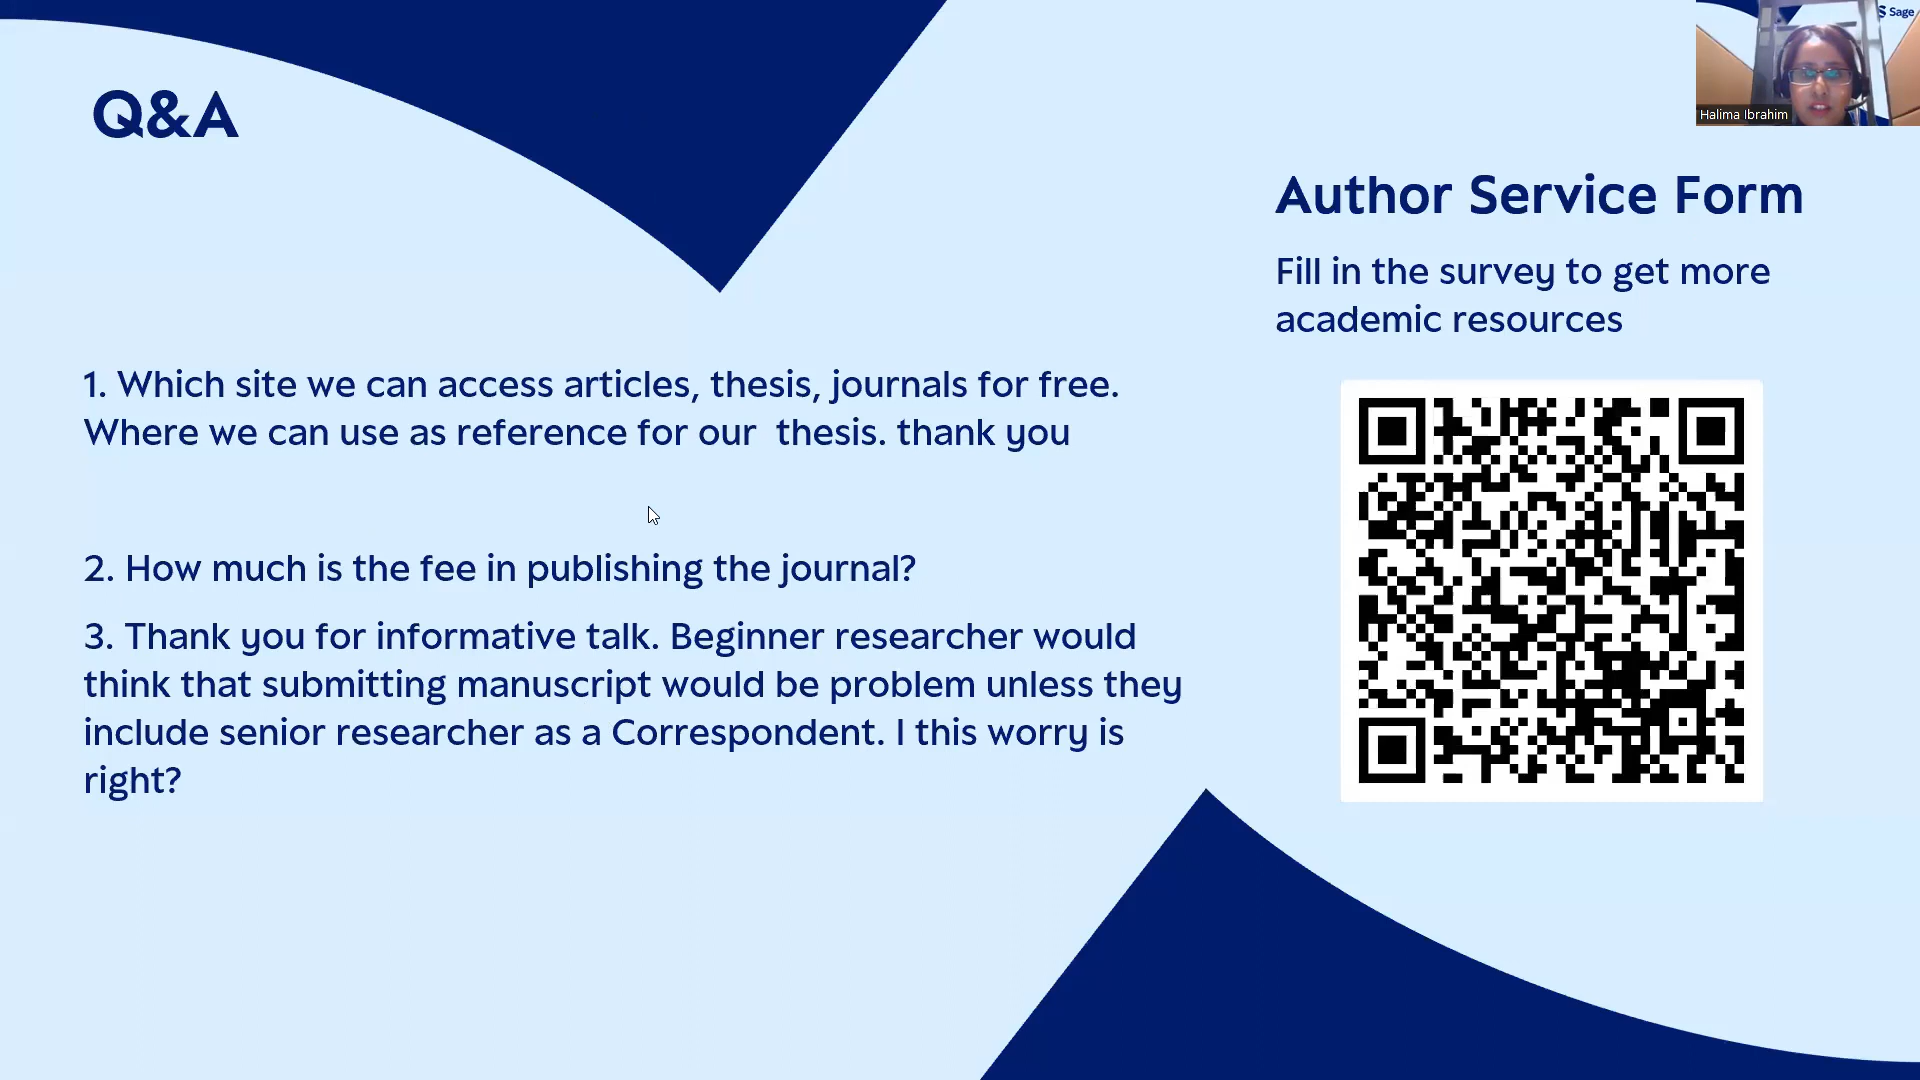 Sage
Halima Ibrahim
Q&A
1. Which site we can access articles, thesis, journals for free.
Where we can use as reference for our  thesis. thank you
2. How much is the fee in publishing the journal?
3. Thank you for informative talk. Beginner researcher would
think that submitting manuscript would be problem unless they
include senior researcher as a Correspondent. I this worry is
right?
Author Service Form
Fill in the survey to get more
academic resources